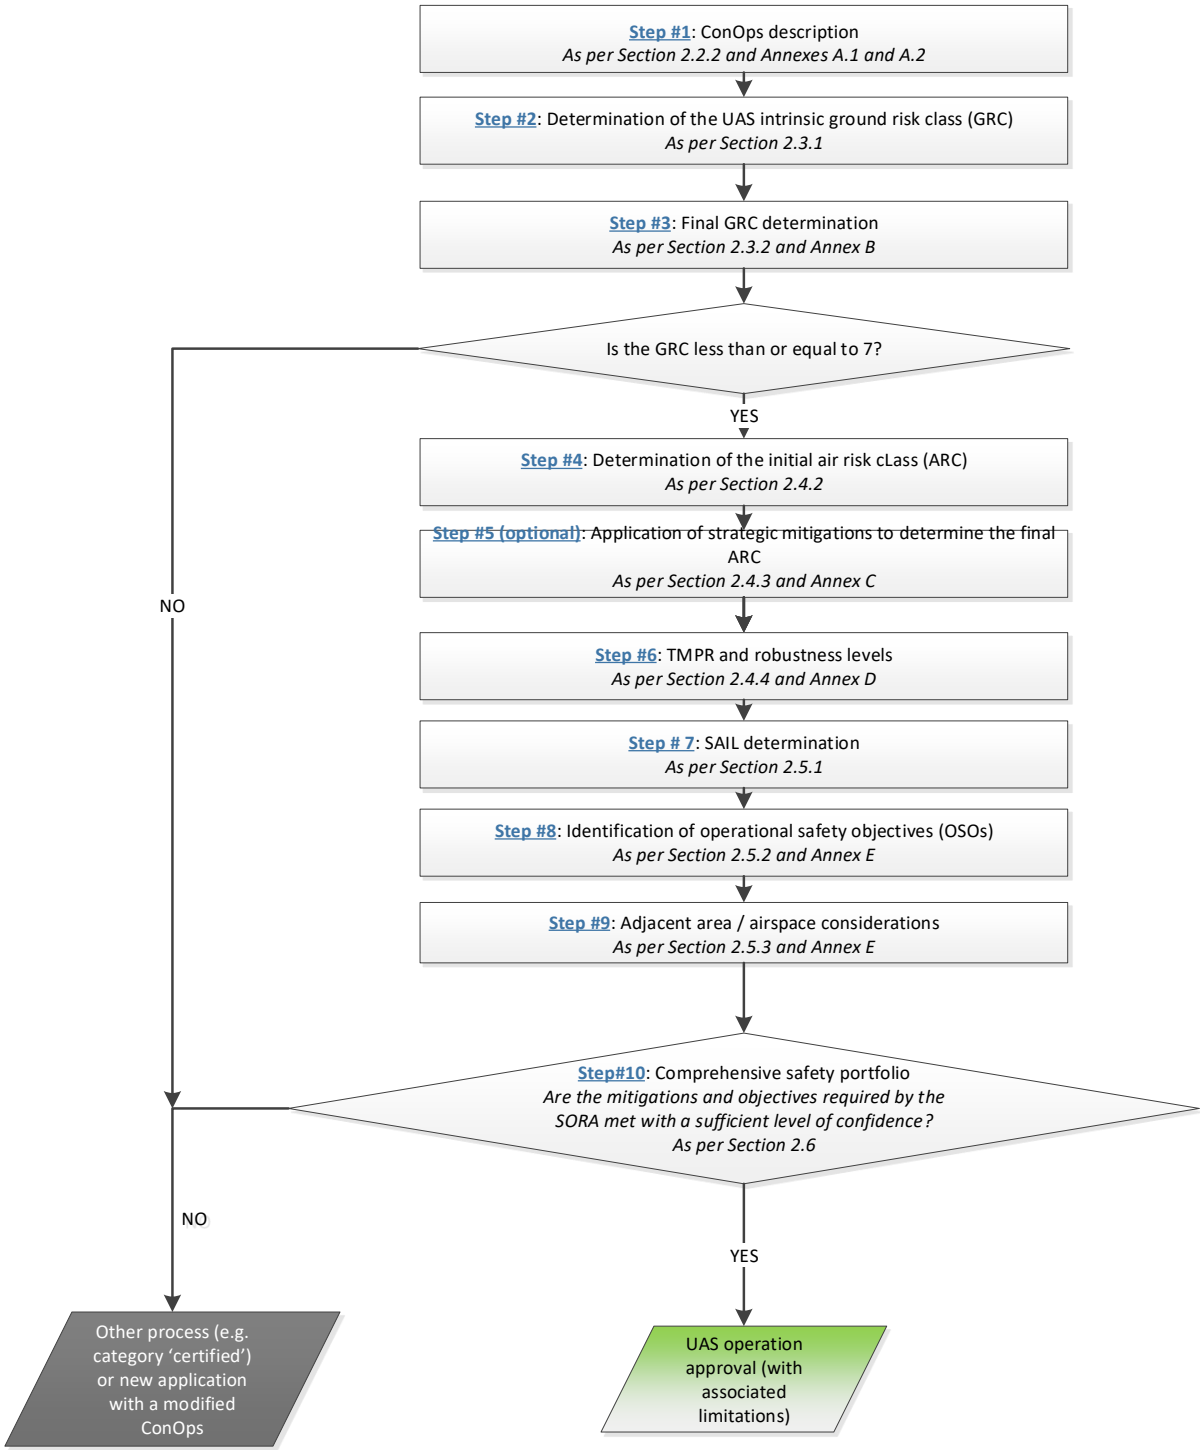 Step #1: ConOps description
As per Section 2.2.2 and Annexes A.1 and A.2
Step #2: Determination of the UAS intrinsic ground risk class (GRC)
As per Section 2.3.1
Step #3: Final GRC determination
As per Section 2.3.2 and Annex B
Is the GRC less than or equal to 7?
YES
Step #4: Determination of the initial air risk cLass (ARC)
As per Section 2.4.2
Step #5 (optional): Application of strategic mitigations to determine the final
ARC
As per Section 2.4.3 and Annex C
NO
Step #6: TMPR and robustness levels
As per Section 2.4.4 and Annex D
Step # 7: SAIL determination
As per Section 2.5.1
Step #8: Identification of operational safety objectives (OSOs)
As per Section 2.5.2 and Annex E
Step #9: Adjacent area / airspace considerations
As per Section 2.5.3 and Annex E
Step#10: Comprehensive safety portfolio
Are the mitigations and objectives required by the
SORA met with a sufficient level of confidence?
As per Section 2.6
NO
YES
Other process (e.g.
category ‘certified’)
or new application
with a modified
ConOps
UAS operation
approval (with
associated
limitations)